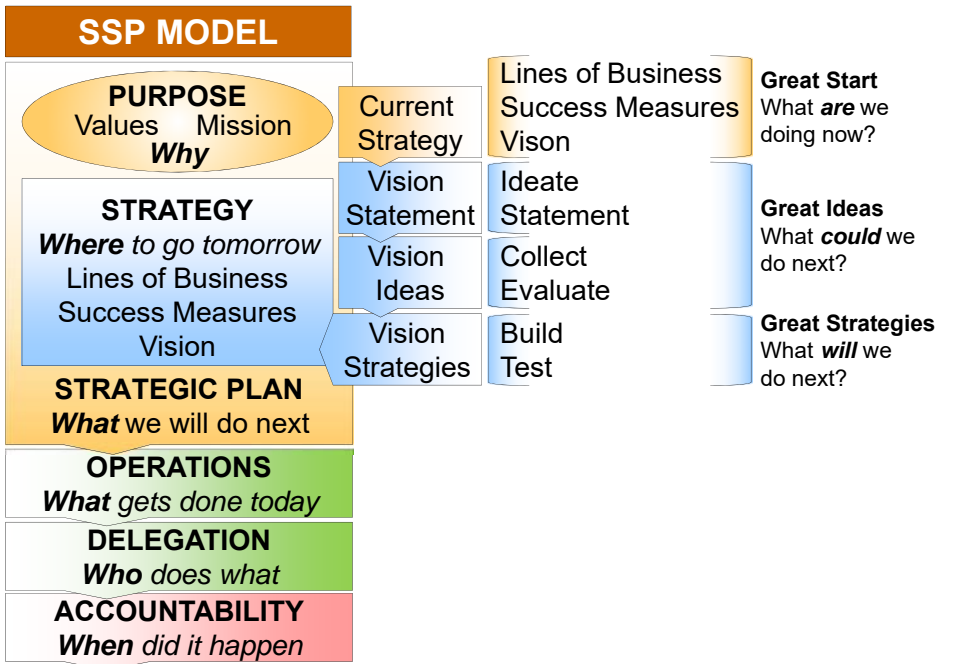 SSP MODEL
PURPOSE
Values Mission
Why
STRATEGY
Where to go tomorrow
Lines of Business
Success Measures
Vision
STRATEGIC PLAN
What we will do next
OPERATIONS
What gets done today
DELEGATION
Who does what
ACCOUNTABILITY
When did it happen
Current
Strategy
Lines of Business
Success Measures
Vison
Great Start
What are we
doing now?
Vision
Statement
Ideate
Statement
Vision
Ideas
Collect
Evaluate
Great Ideas
What could we
do next?
Vision
Strategies
Build
Test
Great Strategies
What will we
do next?